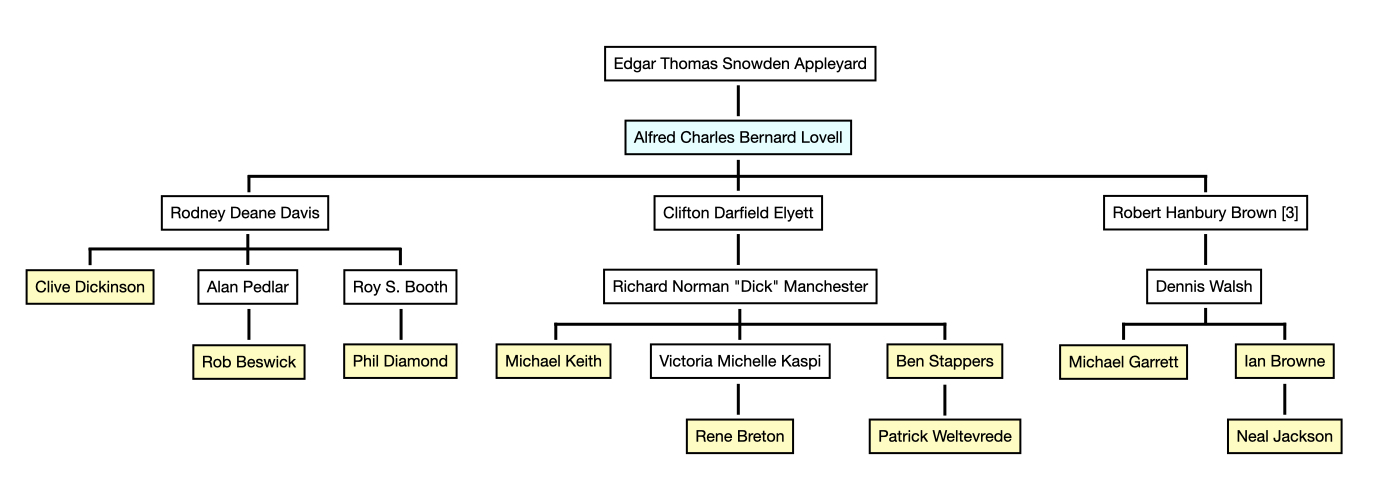 Edgar Thomas Snowden Appleyard
Alfred Charles Bernard Lovell
Rodney Deane Davis
Clifton Darfield Elyett
Robert Hanbury Brown [3]
Clive Dickinson
Alan Pedlar
Roy S. Booth
Richard Norman "Dick" Manchester
Dennis Walsh
Rob Beswick
Phil Diamond
Michael Keith
Victoria Michelle Kaspi
Ben Stappers
Michael Garrett
Ian Browne
Rene Breton
Patrick Weltevrede
Neal Jackson